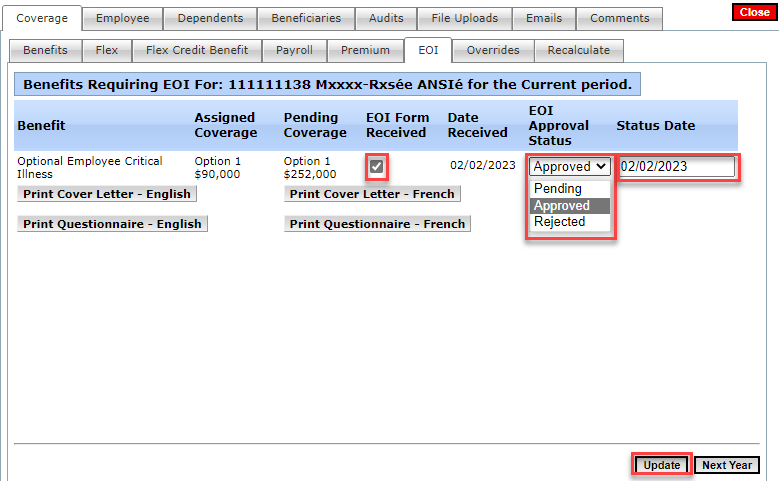 Coverage Employee Dependents Beneficiaries Audits File Uploads Emails Comments Close
Benefits Flex Flex Credit Benefit Payroll Premium EOI Overrides Recalculate
Benefits Requiring EOI For: 111111138 Mxxxx-Rxsée ANSIé for the Current period.
Benefit
Assigned
Coverage
Pending
Coverage
EOI Form
Received
Date
Received
EOI
Approval
Status
Status Date
Optional Employee Critical
Illness
Option 1
$90,000
Option 1
$252,000
02/02/2023
Approved
02/02/2023
Pending
Approved
Rejected
Print Cover Letter - English
Print Cover Letter - French
Print Questionnaire - English
Print Questionnaire - French
Update Next Year